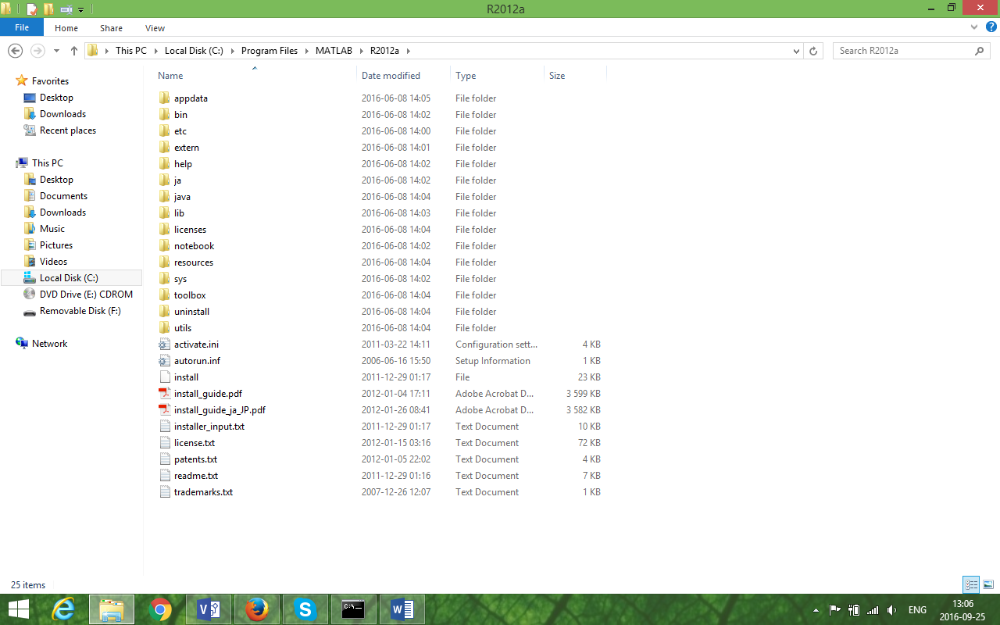 R2012a
File Home Share View
This PC Local Disk (C:) Program Files MATLAB R2012a Search R2012a
Favorites
Desktop
Downloads
Recent places
This PC
Desktop
Documents
Downloads
Music
Pictures
Videos
Local Disk (C:)
DVD Drive (E:) CDROM
Removable Disk (F:)
Network
Name Date modified Type Size
appdata 2016-06-08 14:05 File folder
bin 2016-06-08 14:02 File folder
etc 2016-06-08 14:00 File folder
extern 2016-06-08 14:01 File folder
help 2016-06-08 14:02 File folder
ja 2016-06-08 14:02 File folder
java 2016-06-08 14:04 File folder
lib 2016-06-08 14:03 File folder
licenses 2016-06-08 14:04 File folder
notebook 2016-06-08 14:02 File folder
resources 2016-06-08 14:04 File folder
sys 2016-06-08 14:02 File folder
toolbox 2016-06-08 14:04 File folder
uninstall 2016-06-08 14:04 File folder
utils 2016-06-08 14:04 File folder
activate.ini 2011-03-22 14:11 Configuration sett... 4 KB
autorun.inf 2006-06-16 15:50 Setup Information 1 KB
install 2011-12-29 01:17 File 23 KB
install_guide.pdf 2012-01-04 17:11 Adobe Acrobat D... 3 599 KB
install_guide_ja_JP.pdf 2012-01-26 08:41 Adobe Acrobat D... 3 582 KB
installer_input.txt 2011-12-29 01:17 Text Document 10 KB
license.txt 2012-01-15 03:16 Text Document 72 KB
patents.txt 2012-01-05 22:02 Text Document 4 KB
readme.txt 2011-12-29 01:16 Text Document 7 KB
trademarks.txt 2007-12-26 12:07 Text Document 1 KB
25 items
ENG
13:06
2016-09-25